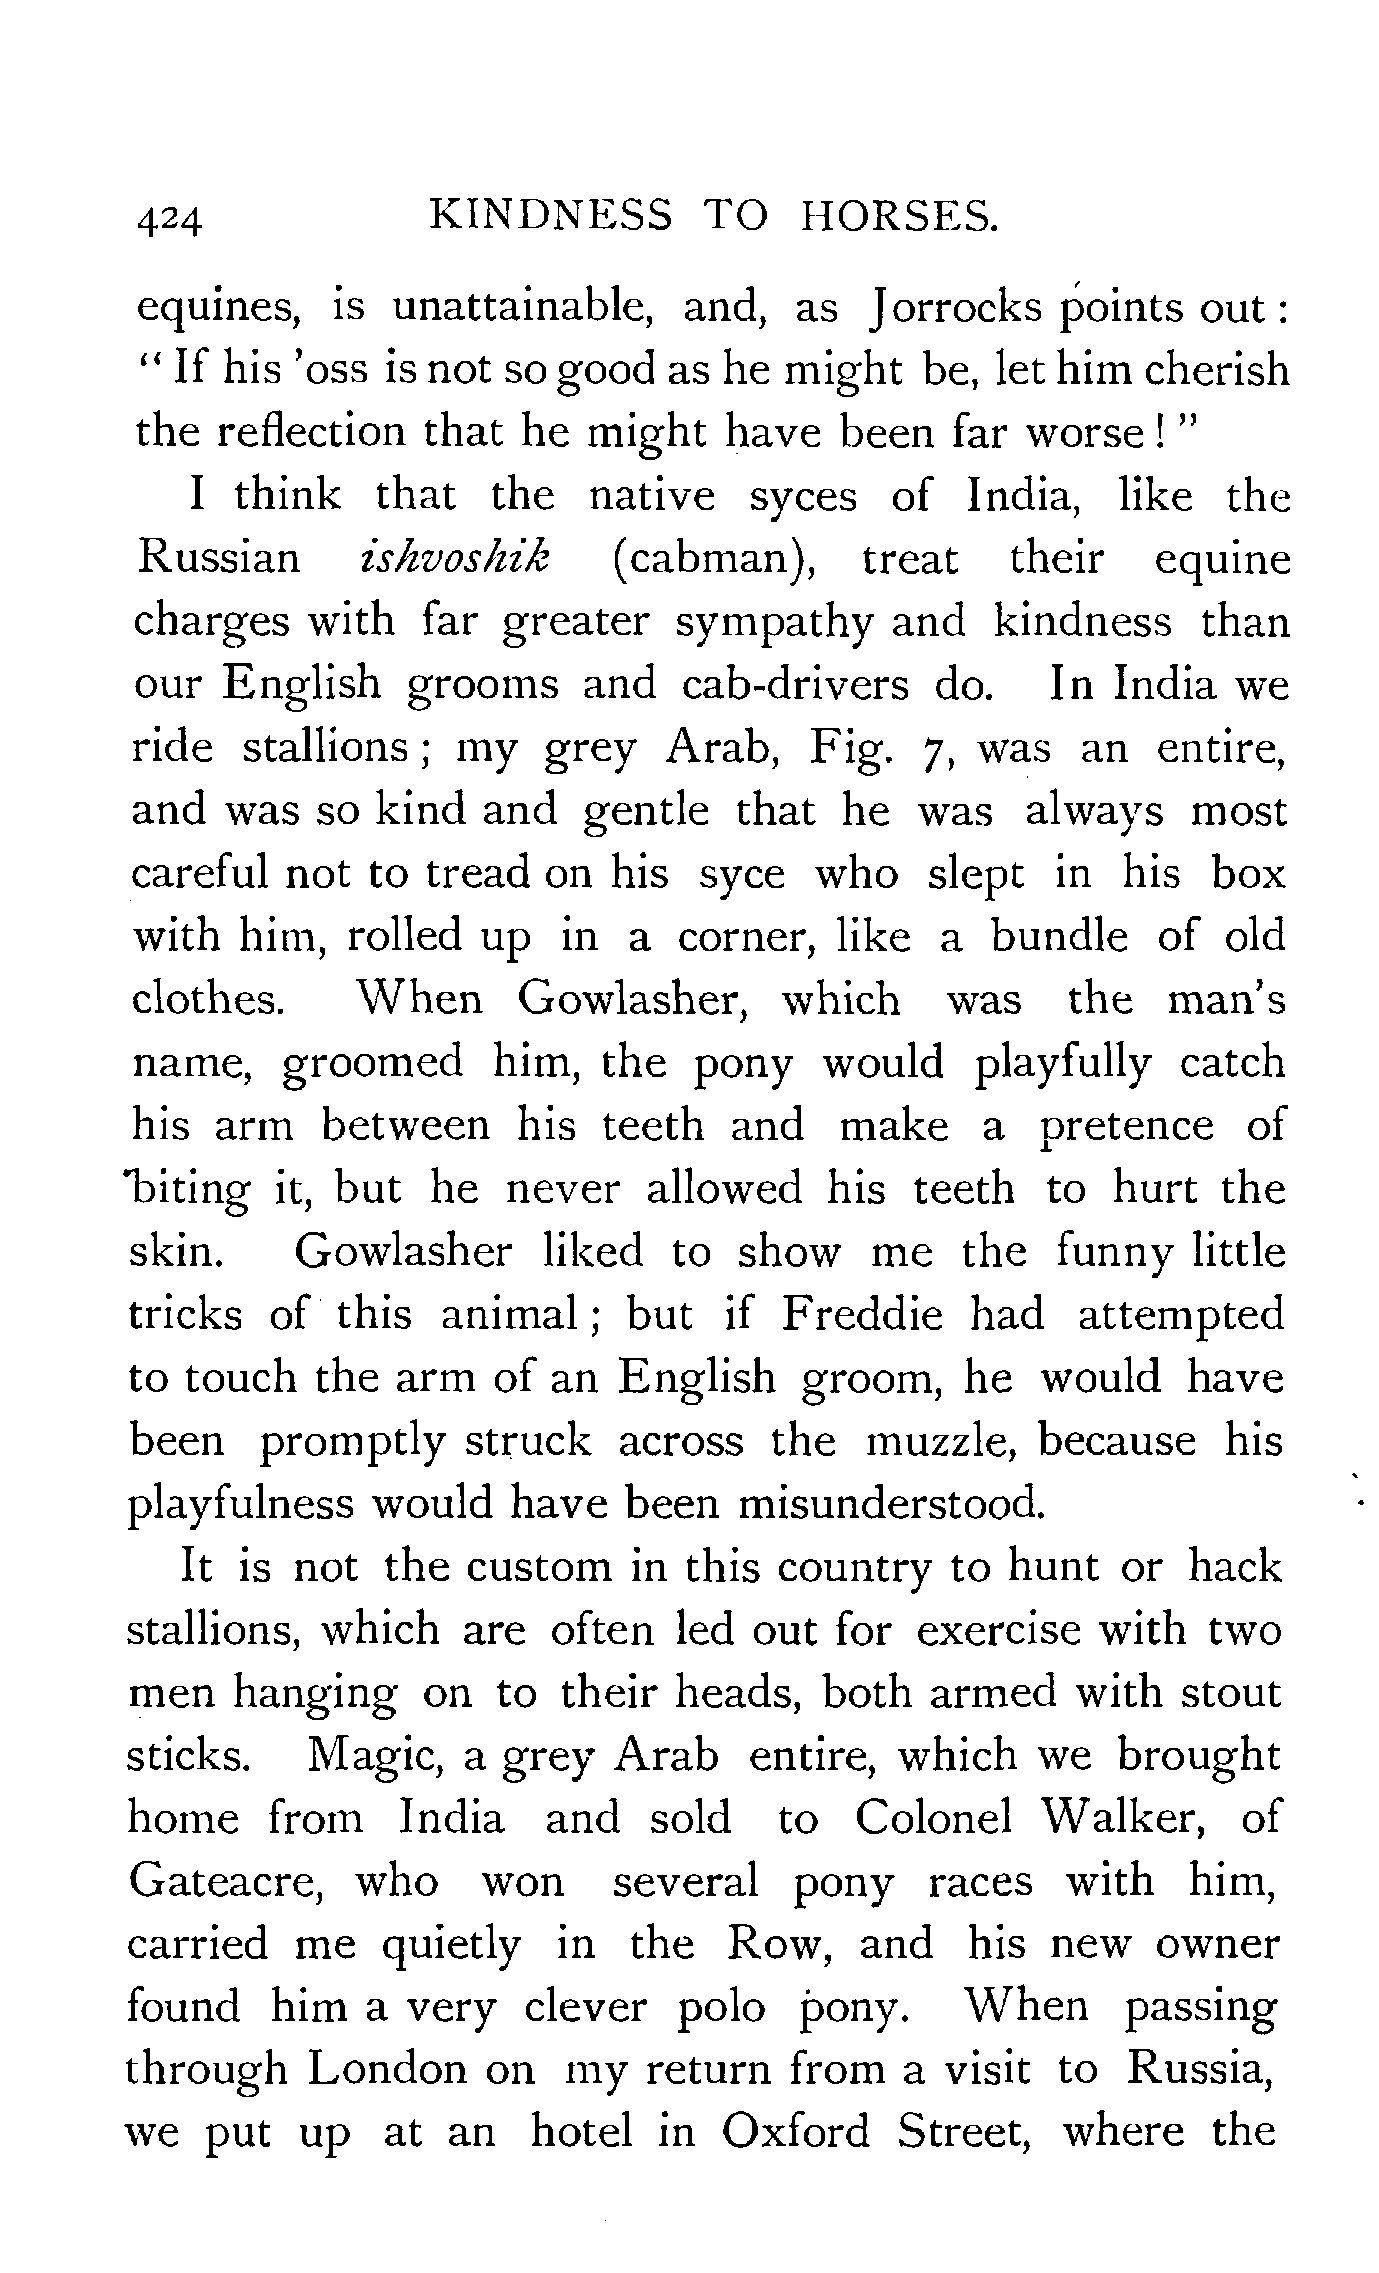 424 KINDNESS TO HORSES.
equines, is unattainable, and, as Jorrocks points out :
“ If his ’oss is not so good as he might be, let him cherish
the reflection that he might have been far worse ! ”
I think that the native syces of India, like the
Russian ishvoshik (cabman), treat their equine
charges with far greater sympathy and kindness than
our English grooms and cab-drivers do. In India we
ride stallions ; my grey Arab, Fig. 7, was an entire,
and was so kind and gentle that he was always most
careful not to tread on his syce who slept in his box
with him, rolled up in a corner, like a bundle of old
clothes. When Gowlasher, which was the man’s
name, groomed him, the pony would playfully catch
his arm between his teeth and make a pretence of
biting it, but he never allowed his teeth to hurt the
skin. Gowlasher liked to show me the funny little
tricks of this animal ; but if Freddie had attempted
to touch the arm of an English groom, he would have
been promptly struck across the muzzle, because his
playfulness would have been misunderstood.
It is not the custom in this country to hunt or hack
stallions, which are often led out for exercise with two
men hanging on to their heads, both armed with stout
sticks. Magic, a grey Arab entire, which we brought
home from India and sold to Colonel Walker, of
Gateacre, who won several pony races with him,
carried me quietly in the Row, and his new owner
found him a very clever polo pony. When passing
through London on my return from a visit to Russia,
we put up at an hotel in Oxford Street, where the